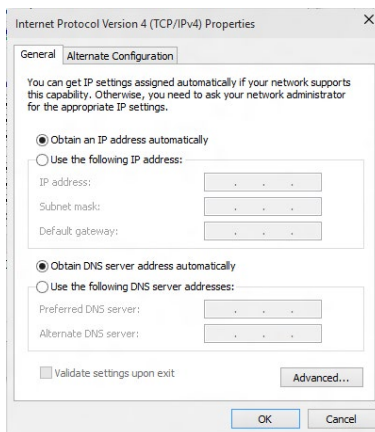 Internet Protocol Version 4 (TCP/IPv4) Properties
General
Alternate Configuration
You can get IP settings assigned automatically if your network supports
this capability. Otherwise, you need to ask your network administrator
for the appropriate IP settings.
Obtain an IP address automatically
Use the following IP address:
IP address:
Subnet mask:
Default gateway:
Obtain DNS server address automatically
Use the following DNS server addresses:
Preferred DNS server:
Alternate DNS server:
Validate settings upon exit
Advanced...
OK
Cancel